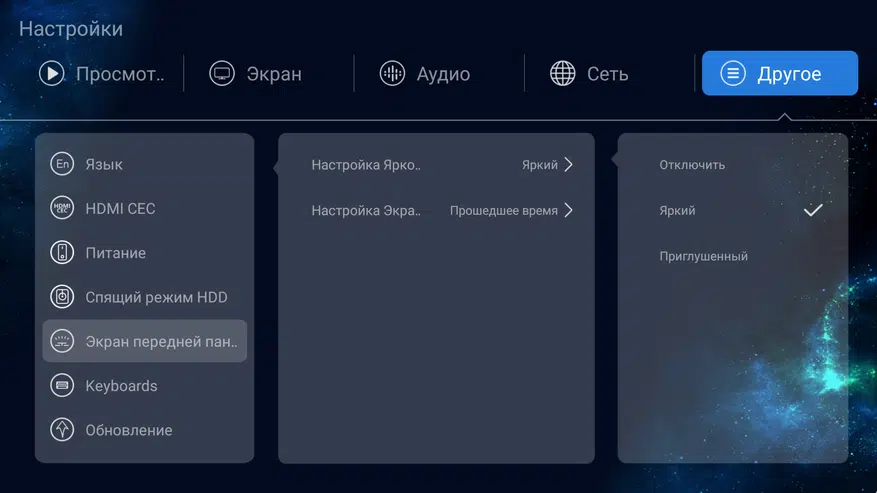 Настройки
Просмот..
Экран
Аудио
Сеть
Другое
En Язык
HDMI CEC HDMI CEC
Питание
Спящий режим HDD
Экран передней пан..
Keyboards
Обновление
Настройка Ярко.. Яркий
Настройка Экра.. Прошедшее время
Отключить
Яркий
Приглушенный